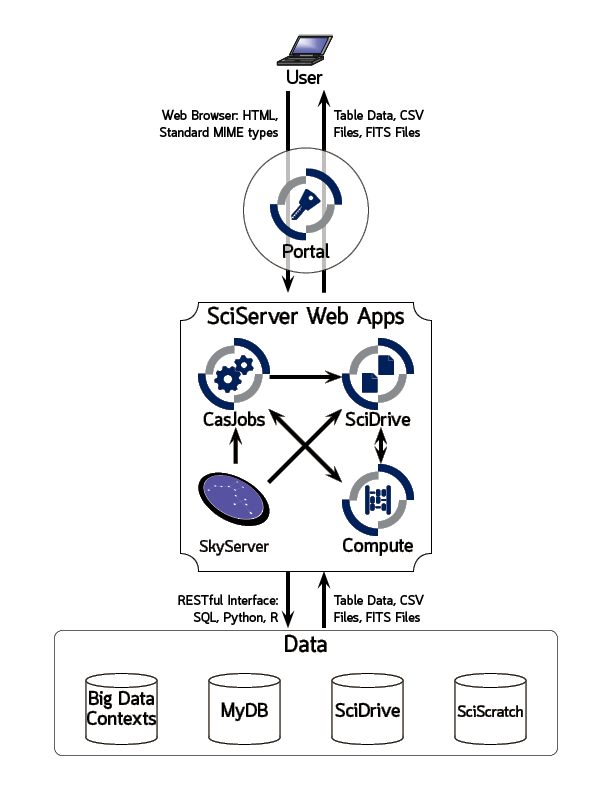 User
Web Browser: HTML,
Standard MIME types
Table Data, CSV
Files, FITS Files
Portal
SciServer Web Apps
CasJobs
SciDrive
SkyServer
Compute
RESTful Interface:
SQL, Python, R
Table Data, CSV
Files, FITS Files
Data
Big Data
Contexts
MyDB
SciDrive
SciScratch